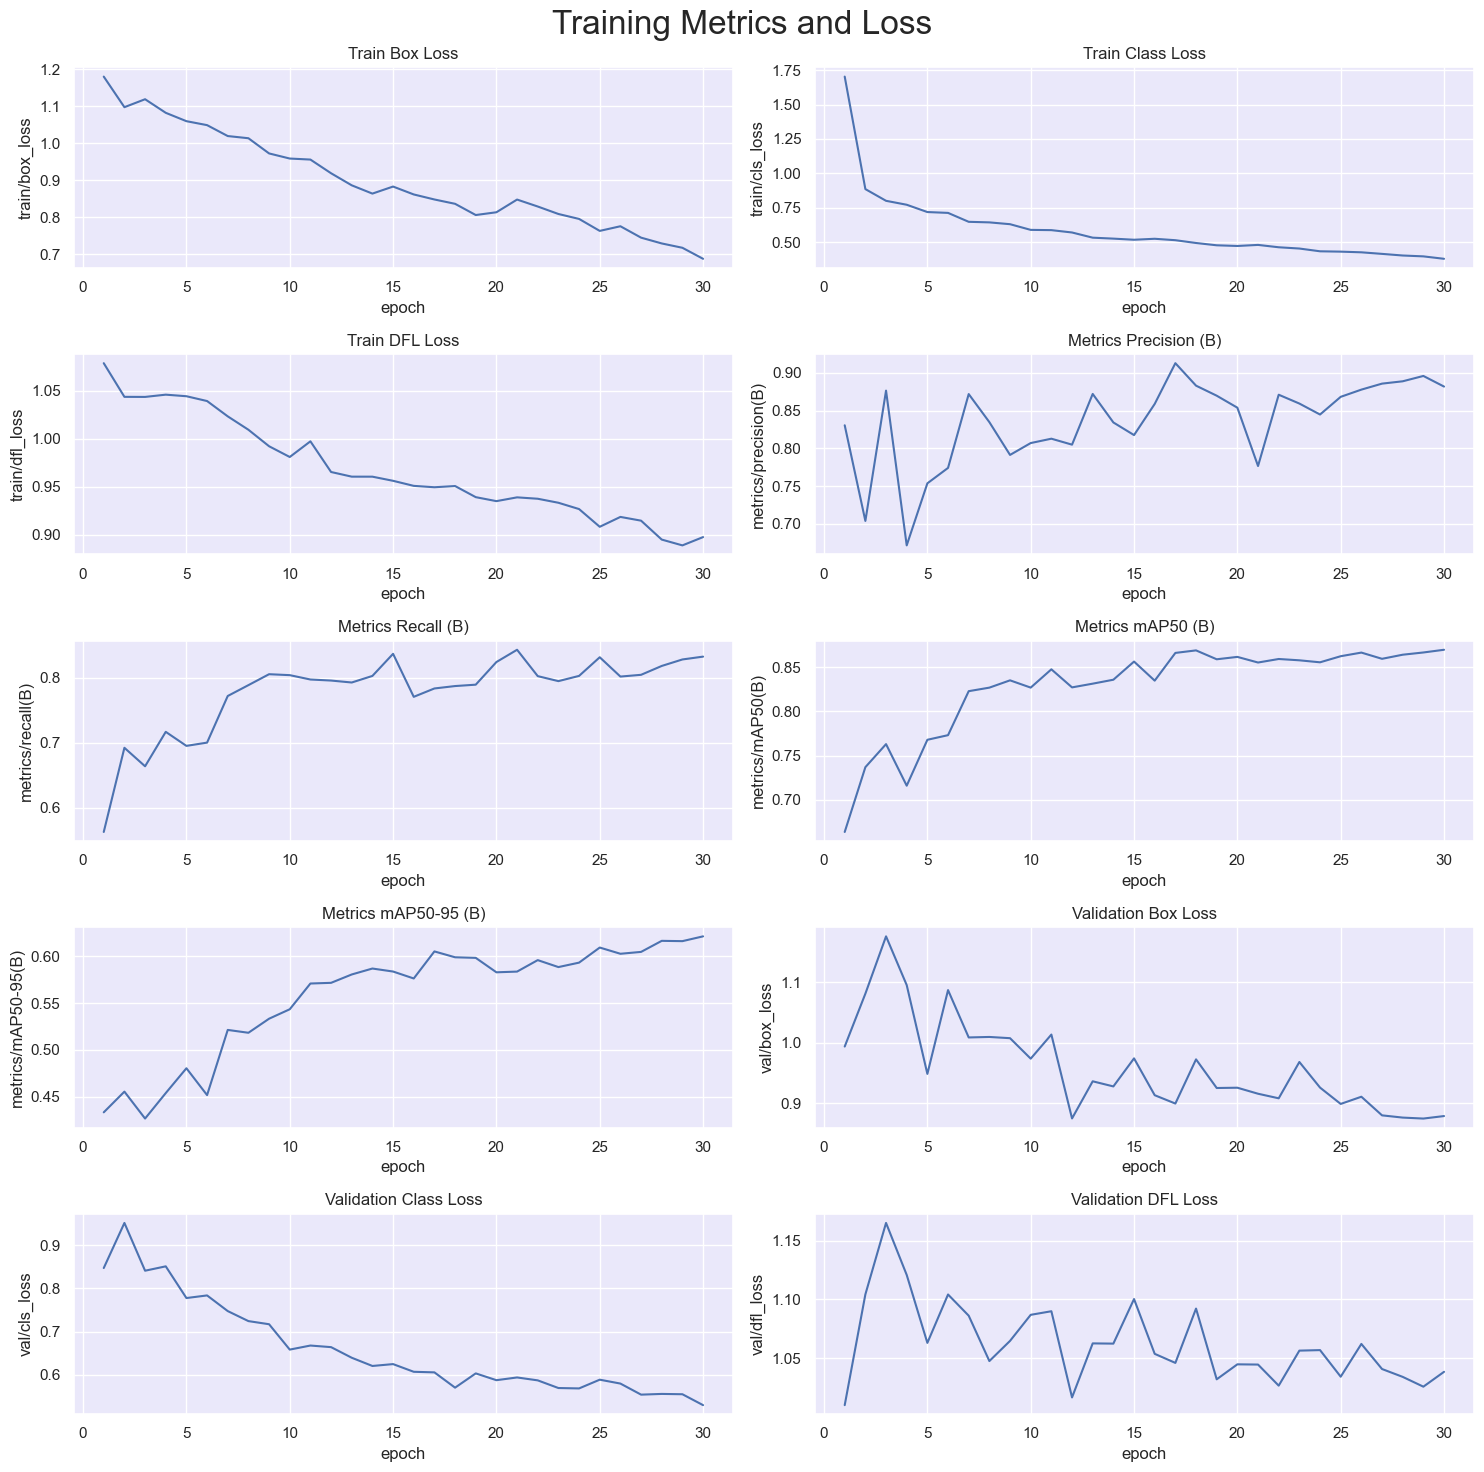 Training Metrics and Loss
Train Box Loss
train/box_loss
1.2
1.1
1.0
0.9
0.8
0.7
0 5 10 15 20 25 30
epoch
Train Class Loss
train/cls_loss
1.75
1.50
1.25
1.00
0.75
0.50
0 5 10 15 20 25 30
epoch
Train DFL Loss
train/dfl_loss
1.05
1.00
0.95
0.90
0 5 10 15 20 25 30
epoch
Metrics Precision (B)
metrics/precision(B)
0.90
0.85
0.80
0.75
0.70
0 5 10 15 20 25 30
epoch
Metrics Recall (B)
metrics/recall(B)
0.8
0.7
0.6
0 5 10 15 20 25 30
epoch
Metrics mAP50 (B)
metrics/mAP50(B)
0.85
0.80
0.75
0.70
0 5 10 15 20 25 30
epoch
Metrics mAP50-95 (B)
metrics/mAP50-95(B)
0.60
0.55
0.50
0.45
0 5 10 15 20 25 30
epoch
Validation Box Loss
val/box_loss
1.1
1.0
0.9
0 5 10 15 20 25 30
epoch
Validation Class Loss
val/cls_loss
0.9
0.8
0.7
0.6
0 5 10 15 20 25 30
epoch
Validation DFL Loss
val/dfl_loss
1.15
1.10
1.05
0 5 10 15 20 25 30
epoch